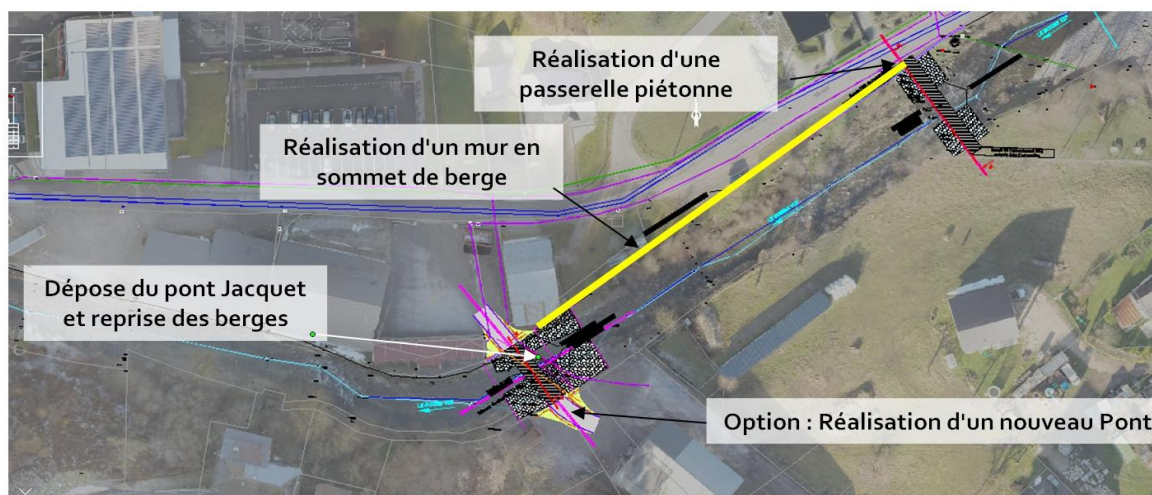 Réalisation d'une
passerelle piétonne
Réalisation d'un mur en
sommet de berge
Dépose du pont Jacquet
et reprise des berges
Option : Réalisation d'un nouveau Pont